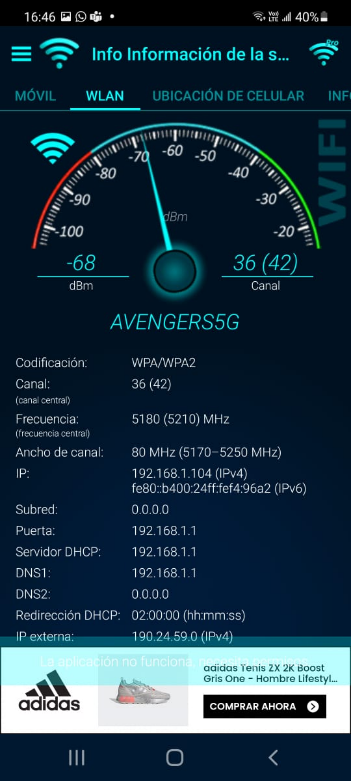 16:46
Voı) LTE 40%
Info Información de la s...
Pro
MÓVIL WLAN UBICACIÓN DE CELULAR INF
WIFI
-100 -90 -80 -70 -60 -50 -40 -30 -20
dBm
-68 36 (42)
dBm Canal
AVENGERS5G
Codificación: WPA/WPA2
Canal: 36 (42)
(canal central)
Frecuencia: 5180 (5210) MHz
(frecuencia central)
Ancho de canal: 80 MHz (5170–5250 MHz)
IP: 192.168.1.104 (IPv4)
fe80::b400:24ff:fef4:96a2 (IPv6)
Subred: 0.0.0.0
Puerta: 192.168.1.1
Servidor DHCP: 192.168.1.1
DNS1: 192.168.1.1
DNS2: 0.0.0.0
Redirección DHCP: 02:00:00 (hh:mm:ss)
IP externa: 190.24.59.0 (IPv4)
La aplicación no funciona,
adidas
adidas Tenis ZX 2K Boost
Gris One - Hombre Lifestyl...
COMPRAR AHORA